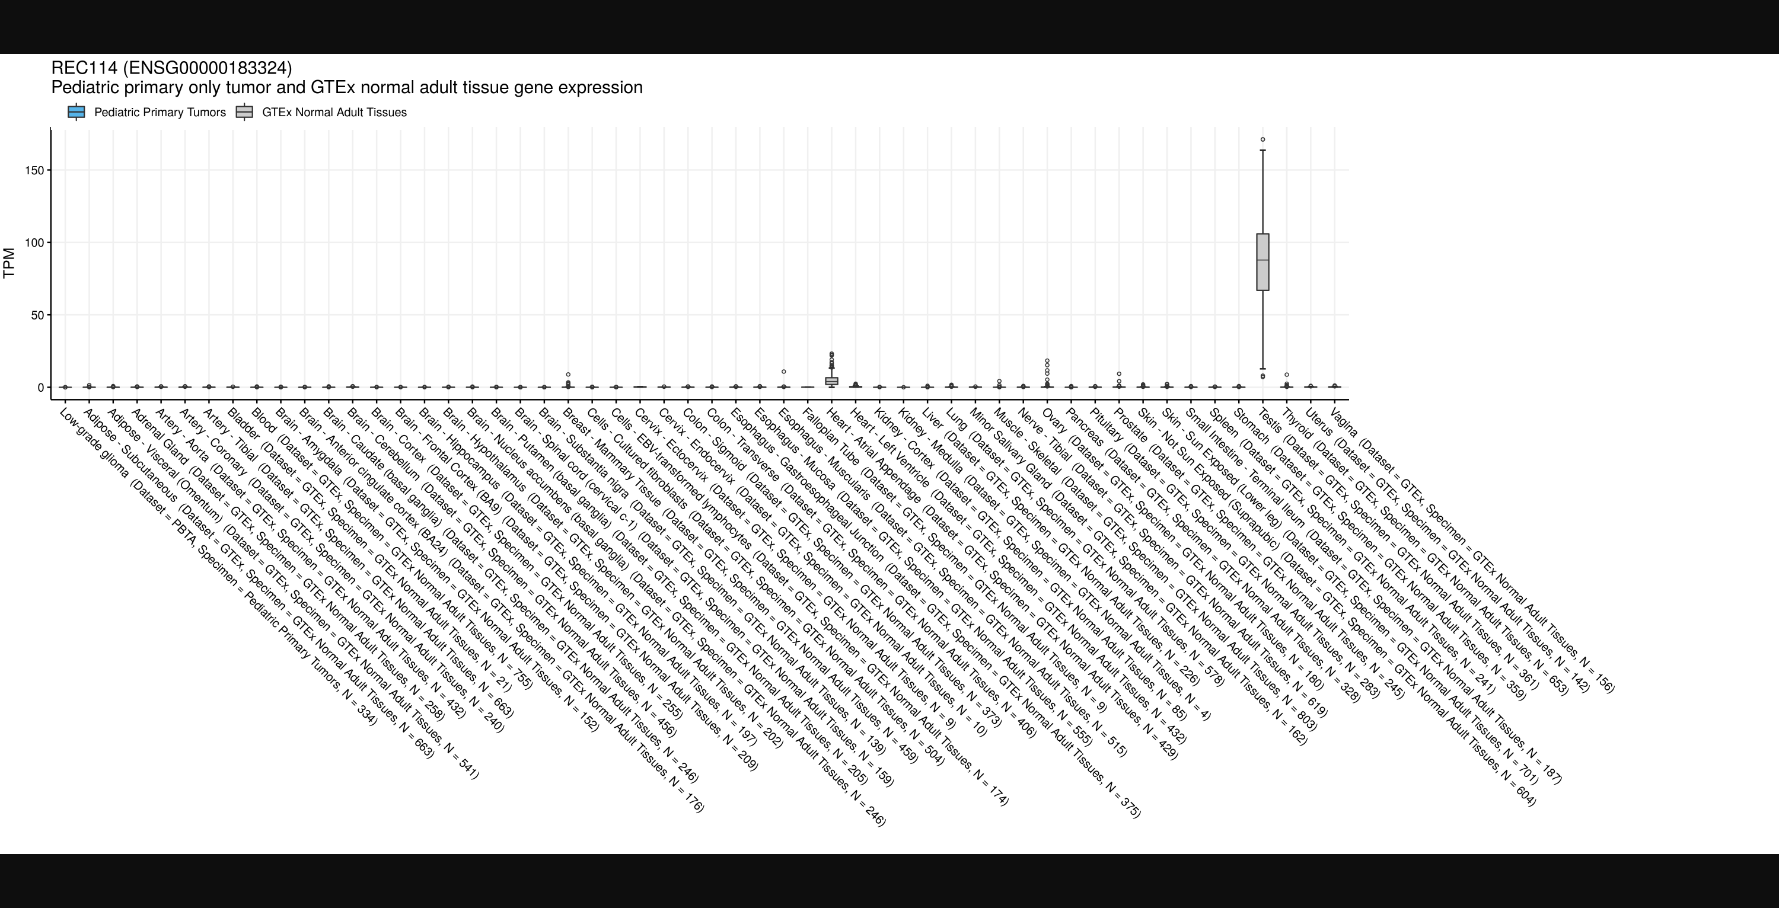 REC114 (ENSG00000183324)
Pediatric primary only tumor and GTEx normal adult tissue gene expression
Pediatric Primary Tumors
GTEx Normal Adult Tissues
TPM
150
100
50
0
Low-grade glioma (Dataset = PBTA, Specimen = Pediatric Primary Tumors, N = 334)
Adipose - Subcutaneous (Dataset = GTEx, Specimen = GTEx Normal Adult Tissues, N = 663)
Adipose - Visceral (Omentum) (Dataset = GTEx, Specimen = GTEx Normal Adult Tissues, N = 541)
Adrenal Gland (Dataset = GTEx, Specimen = GTEx Normal Adult Tissues, N = 258)
Artery - Aorta (Dataset = GTEx, Specimen = GTEx Normal Adult Tissues, N = 432)
Artery - Coronary (Dataset = GTEx, Specimen = GTEx Normal Adult Tissues, N = 240)
Artery - Tibial (Dataset = GTEx, Specimen = GTEx Normal Adult Tissues, N = 663)
Bladder (Dataset = GTEx, Specimen = GTEx Normal Adult Tissues, N = 21)
Blood (Dataset = GTEx, Specimen = GTEx Normal Adult Tissues, N = 755)
Brain - Amygdala (Dataset = GTEx, Specimen = GTEx Normal Adult Tissues, N = 152)
Brain - Anterior cingulate cortex (BA24) (Dataset = GTEx, Specimen = GTEx Normal Adult Tissues, N = 176)
Brain - Caudate (basal ganglia) (Dataset = GTEx, Specimen = GTEx Normal Adult Tissues, N = 246)
Brain - Cerebellum (Dataset = GTEx, Specimen = GTEx Normal Adult Tissues, N = 456)
Brain - Cortex (Dataset = GTEx, Specimen = GTEx Normal Adult Tissues, N = 255)
Brain - Frontal Cortex (BA9) (Dataset = GTEx, Specimen = GTEx Normal Adult Tissues, N = 209)
Brain - Hippocampus (Dataset = GTEx, Specimen = GTEx Normal Adult Tissues, N = 197)
Brain - Hypothalamus (Dataset = GTEx, Specimen = GTEx Normal Adult Tissues, N = 202)
Brain - Nucleus accumbens (basal ganglia) (Dataset = GTEx, Specimen = GTEx Normal Adult Tissues, N = 246)
Brain - Putamen (basal ganglia) (Dataset = GTEx, Specimen = GTEx Normal Adult Tissues, N = 205)
Brain - Spinal cord (cervical c-1) (Dataset = GTEx, Specimen = GTEx Normal Adult Tissues, N = 159)
Brain - Substantia nigra (Dataset = GTEx, Specimen = GTEx Normal Adult Tissues, N = 139)
Breast - Mammary Tissue (Dataset = GTEx, Specimen = GTEx Normal Adult Tissues, N = 459)
Cells - Cultured fibroblasts (Dataset = GTEx, Specimen = GTEx Normal Adult Tissues, N = 504)
Cells - EBV-transformed lymphocytes (Dataset = GTEx, Specimen = GTEx Normal Adult Tissues, N = 174)
Cervix - Ectocervix (Dataset = GTEx, Specimen = GTEx Normal Adult Tissues, N = 9)
Cervix - Endocervix (Dataset = GTEx, Specimen = GTEx Normal Adult Tissues, N = 10)
Colon - Sigmoid (Dataset = GTEx, Specimen = GTEx Normal Adult Tissues, N = 373)
Colon - Transverse (Dataset = GTEx, Specimen = GTEx Normal Adult Tissues, N = 406)
Esophagus - Gastroesophageal Junction (Dataset = GTEx, Specimen = GTEx Normal Adult Tissues, N = 375)
Esophagus - Mucosa (Dataset = GTEx, Specimen = GTEx Normal Adult Tissues, N = 555)
Esophagus - Muscularis (Dataset = GTEx, Specimen = GTEx Normal Adult Tissues, N = 515)
Fallopian Tube (Dataset = GTEx, Specimen = GTEx Normal Adult Tissues, N = 9)
Heart - Atrial Appendage (Dataset = GTEx, Specimen = GTEx Normal Adult Tissues, N = 429)
Heart - Left Ventricle (Dataset = GTEx, Specimen = GTEx Normal Adult Tissues, N = 432)
Kidney - Cortex (Dataset = GTEx, Specimen = GTEx Normal Adult Tissues, N = 85)
Kidney - Medulla (Dataset = GTEx, Specimen = GTEx Normal Adult Tissues, N = 4)
Liver (Dataset = GTEx, Specimen = GTEx Normal Adult Tissues, N = 226)
Lung (Dataset = GTEx, Specimen = GTEx Normal Adult Tissues, N = 578)
Minor Salivary Gland (Dataset = GTEx, Specimen = GTEx Normal Adult Tissues, N = 162)
Muscle - Skeletal (Dataset = GTEx, Specimen = GTEx Normal Adult Tissues, N = 803)
Nerve - Tibial (Dataset = GTEx, Specimen = GTEx Normal Adult Tissues, N = 619)
Ovary (Dataset = GTEx, Specimen = GTEx Normal Adult Tissues, N = 180)
Pancreas (Dataset = GTEx, Specimen = GTEx Normal Adult Tissues, N = 328)
Pituitary (Dataset = GTEx, Specimen = GTEx Normal Adult Tissues, N = 283)
Prostate (Dataset = GTEx, Specimen = GTEx Normal Adult Tissues, N = 245)
Skin - Not Sun Exposed (Suprapubic) (Dataset = GTEx, Specimen = GTEx Normal Adult Tissues, N = 604)
Skin - Sun Exposed (Lower leg) (Dataset = GTEx, Specimen = GTEx Normal Adult Tissues, N = 701)
Small Intestine - Terminal Ileum (Dataset = GTEx, Specimen = GTEx Normal Adult Tissues, N = 187)
Spleen (Dataset = GTEx, Specimen = GTEx Normal Adult Tissues, N = 241)
Stomach (Dataset = GTEx, Specimen = GTEx Normal Adult Tissues, N = 359)
Testis (Dataset = GTEx, Specimen = GTEx Normal Adult Tissues, N = 361)
Thyroid (Dataset = GTEx, Specimen = GTEx Normal Adult Tissues, N = 653)
Uterus (Dataset = GTEx, Specimen = GTEx Normal Adult Tissues, N = 142)
Vagina (Dataset = GTEx, Specimen = GTEx Normal Adult Tissues, N = 156)